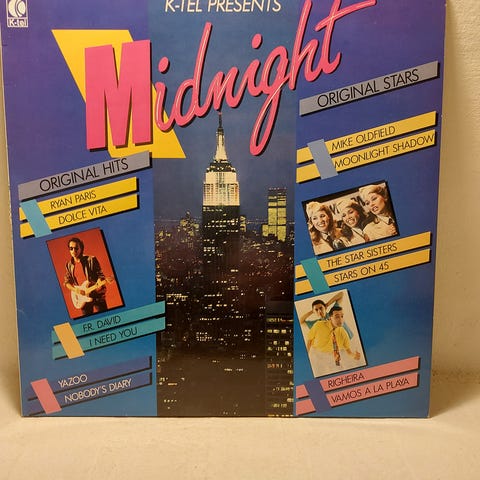 K-TEL PRESENTS
K-tel
Midnight
ORIGINAL STARS
ORIGINAL HITS
RYAN PARIS
DOLCE VITA
F.R. DAVID
I NEED YOU
YAZOO
NOBODY'S DIARY
MIKE OLDFIELD
MOONLIGHT SHADOW
THE STAR SISTERS
STARS ON 45
RIGHEIRA
VAMOS A LA PLAYA